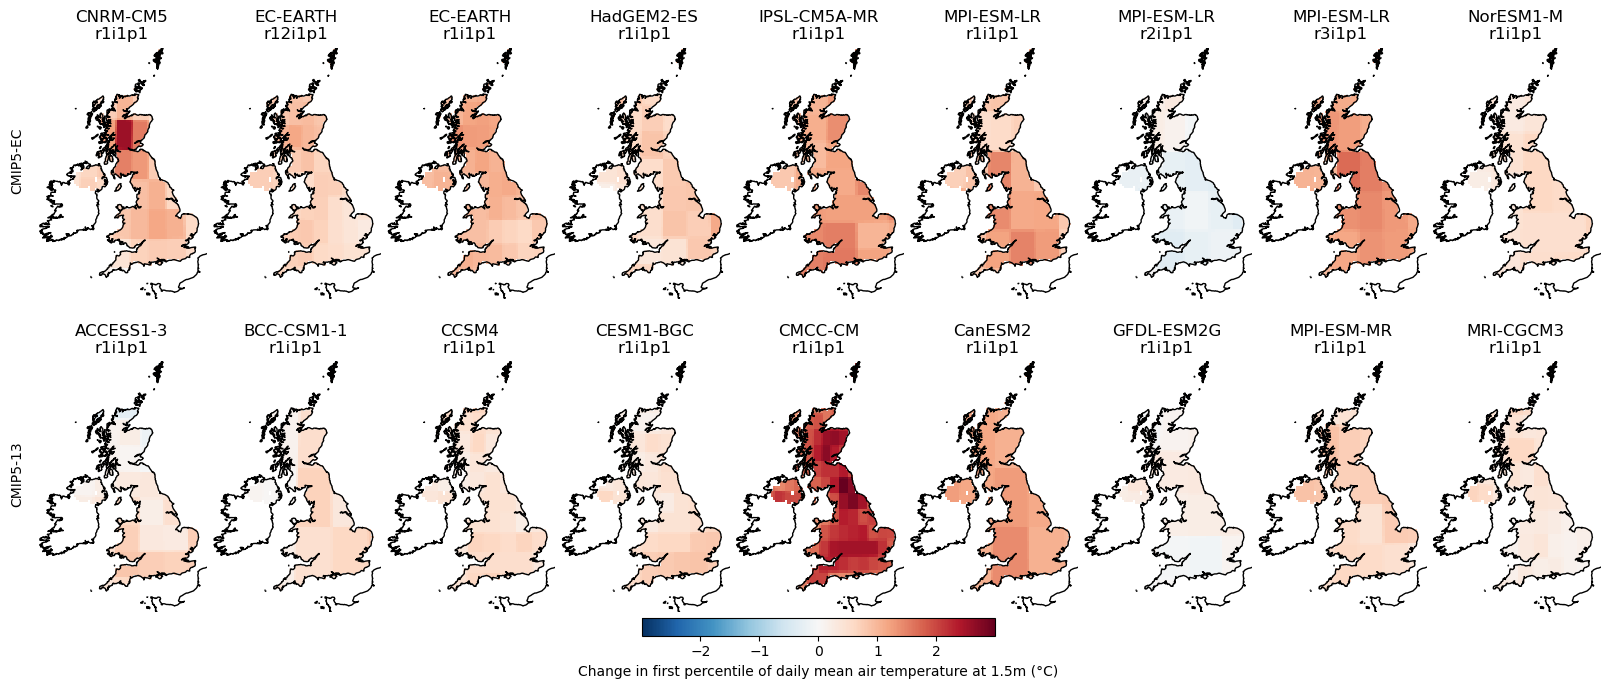 CNRM-CM5 EC-EARTH EC-EARTH HadGEM2-ES IPSL-CM5A-MR MPI-ESM-LR MPI-ESM-LR MPI-ESM-LR NorESM1-M
r1i1p1 r12i1p1 r1i1p1 r1i1p1 r1i1p1 r1i1p1 r2i1p1 r3i1p1 r1i1p1
CMIP5-EC
ACCESS1-3 BCC-CSM1-1 CCSM4 CESM1-BGC CMCC-CM CanESM2 GFDL-ESM2G MPI-ESM-MR MRI-CGCM3
r1i1p1 r1i1p1 r1i1p1 r1i1p1 r1i1p1 r1i1p1 r1i1p1 r1i1p1 r1i1p1
CMIP5-13
−2 −1 0 1 2
Change in first percentile of daily mean air temperature at 1.5m (°C)